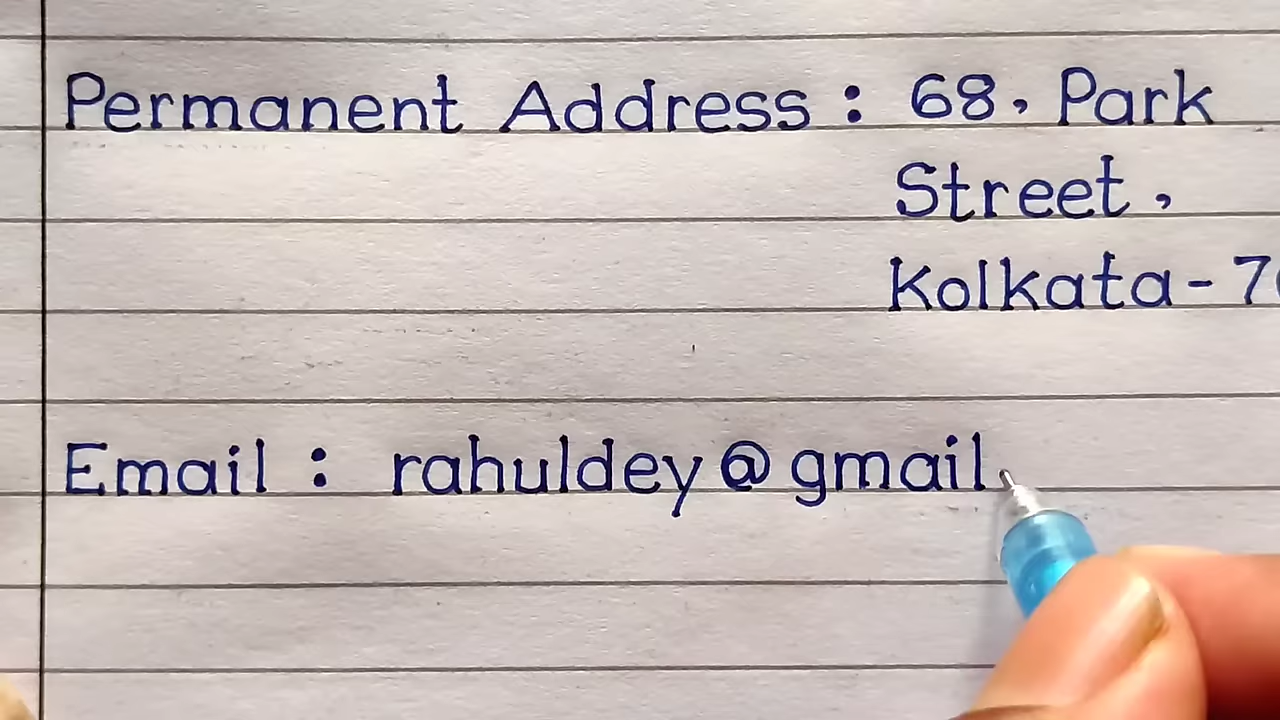 Permanent Address : 68, Park
Street,
Kolkata - 7
Email : rahuldey@gmail